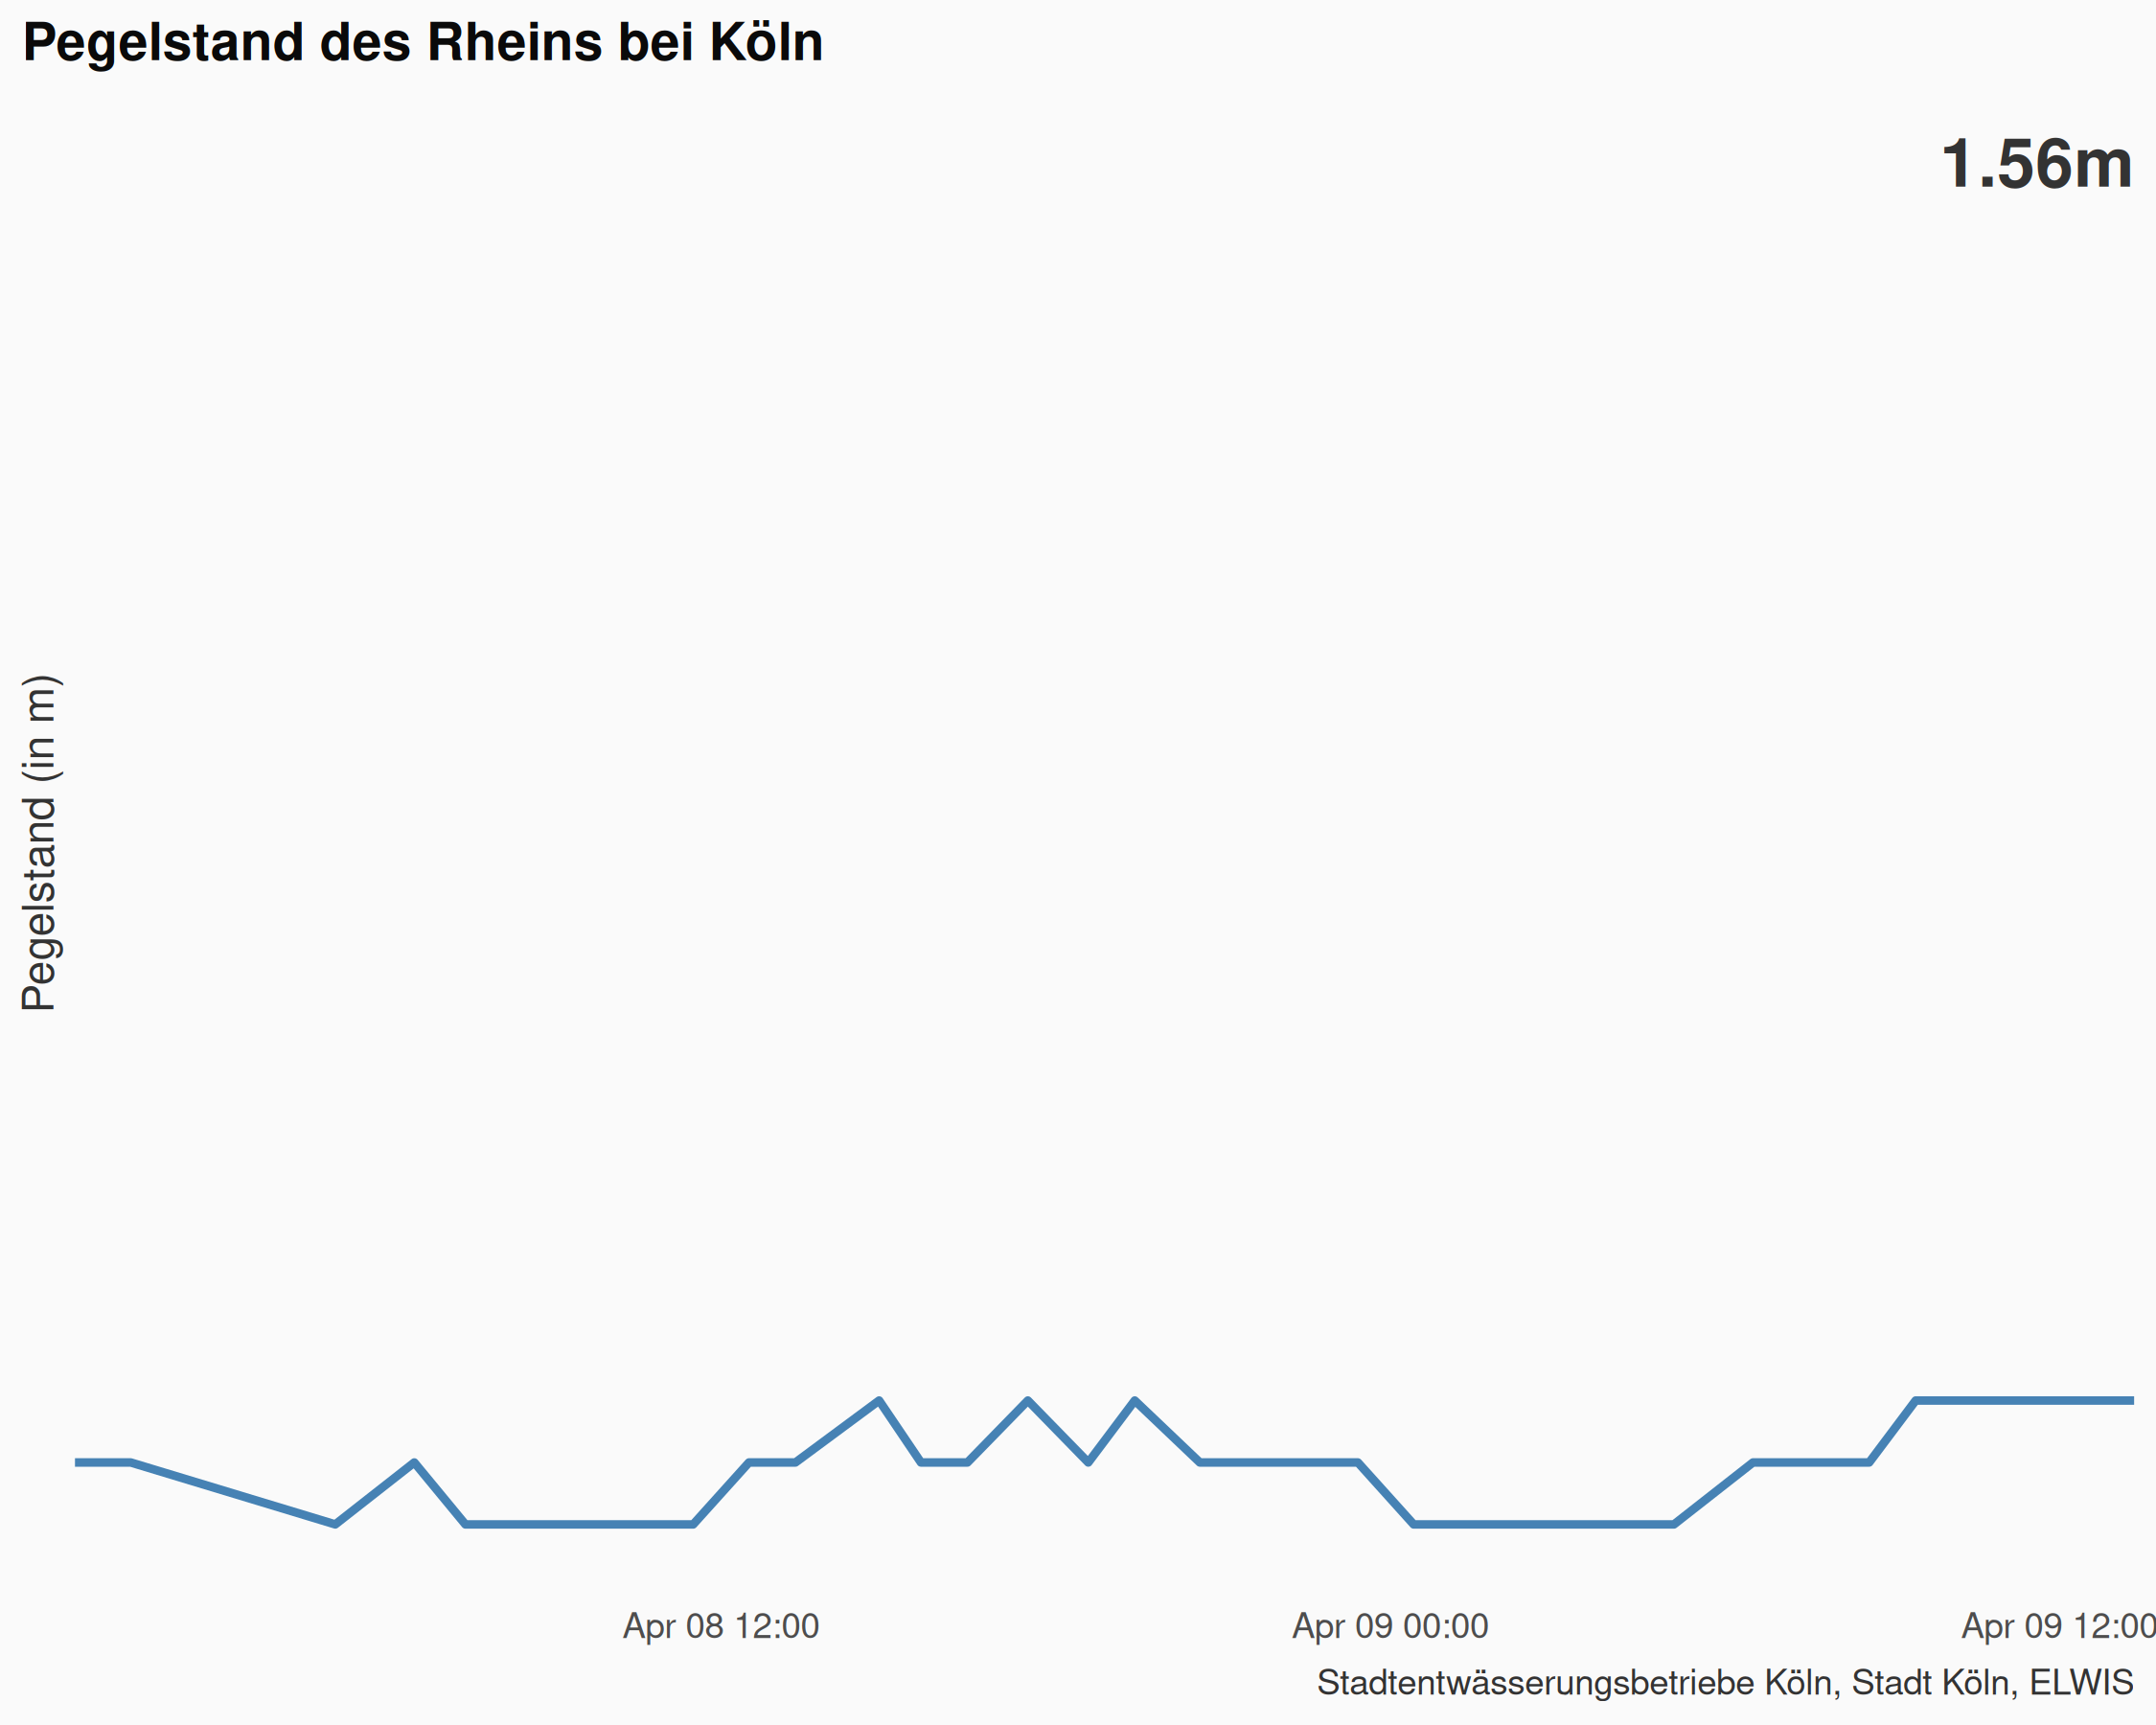 Pegelstand des Rheins bei Köln
1.56m
Pegelstand (in m)
Apr 08 12:00
Apr 09 00:00
Apr 09 12:00
Stadtentwässerungsbetriebe Köln, Stadt Köln, ELWIS